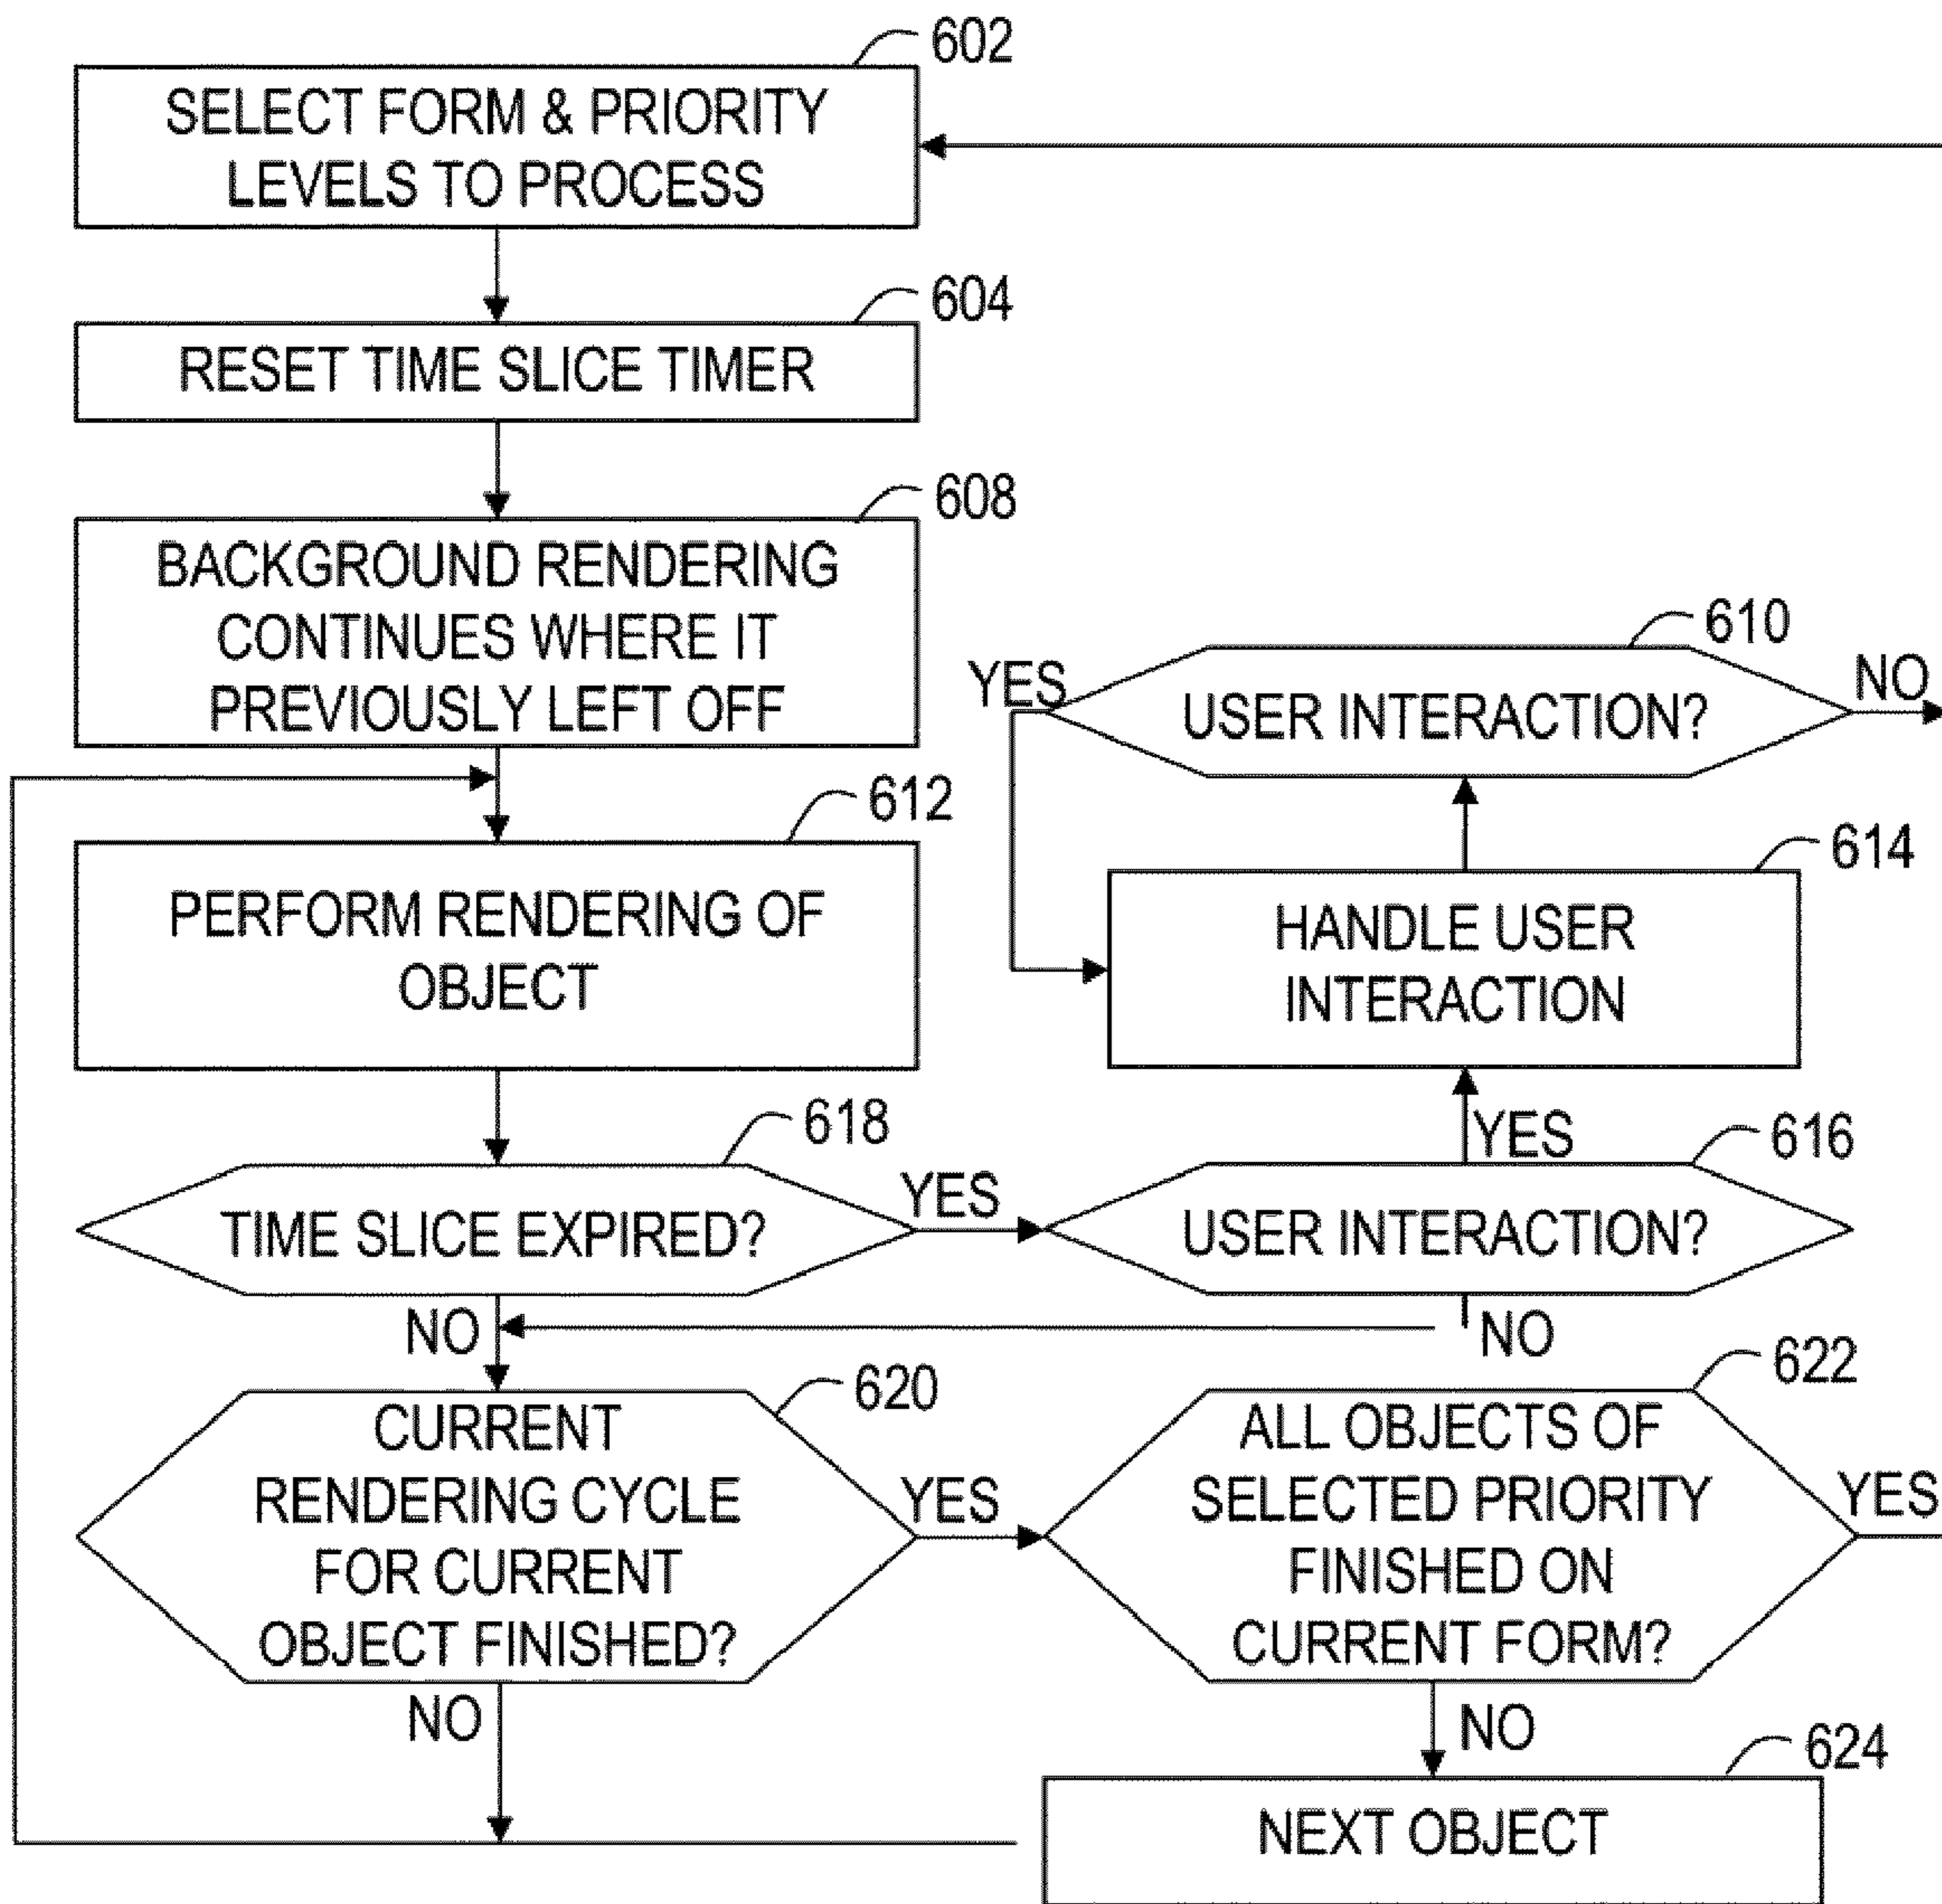 602
SELECT FORM & PRIORITY
LEVELS TO PROCESS
604
RESET TIME SLICE TIMER
608
BACKGROUND RENDERING
CONTINUES WHERE IT
PREVIOUSLY LEFT OFF
610
YES
USER INTERACTION?
NO
612
PERFORM RENDERING OF
OBJECT
614
HANDLE USER
INTERACTION
618
TIME SLICE EXPIRED?
YES
NO
616
YES
USER INTERACTION?
NO
620
CURRENT
RENDERING CYCLE
FOR CURRENT
OBJECT FINISHED?
YES
NO
622
ALL OBJECTS OF
SELECTED PRIORITY
FINISHED ON
CURRENT FORM?
YES
NO
624
NEXT OBJECT